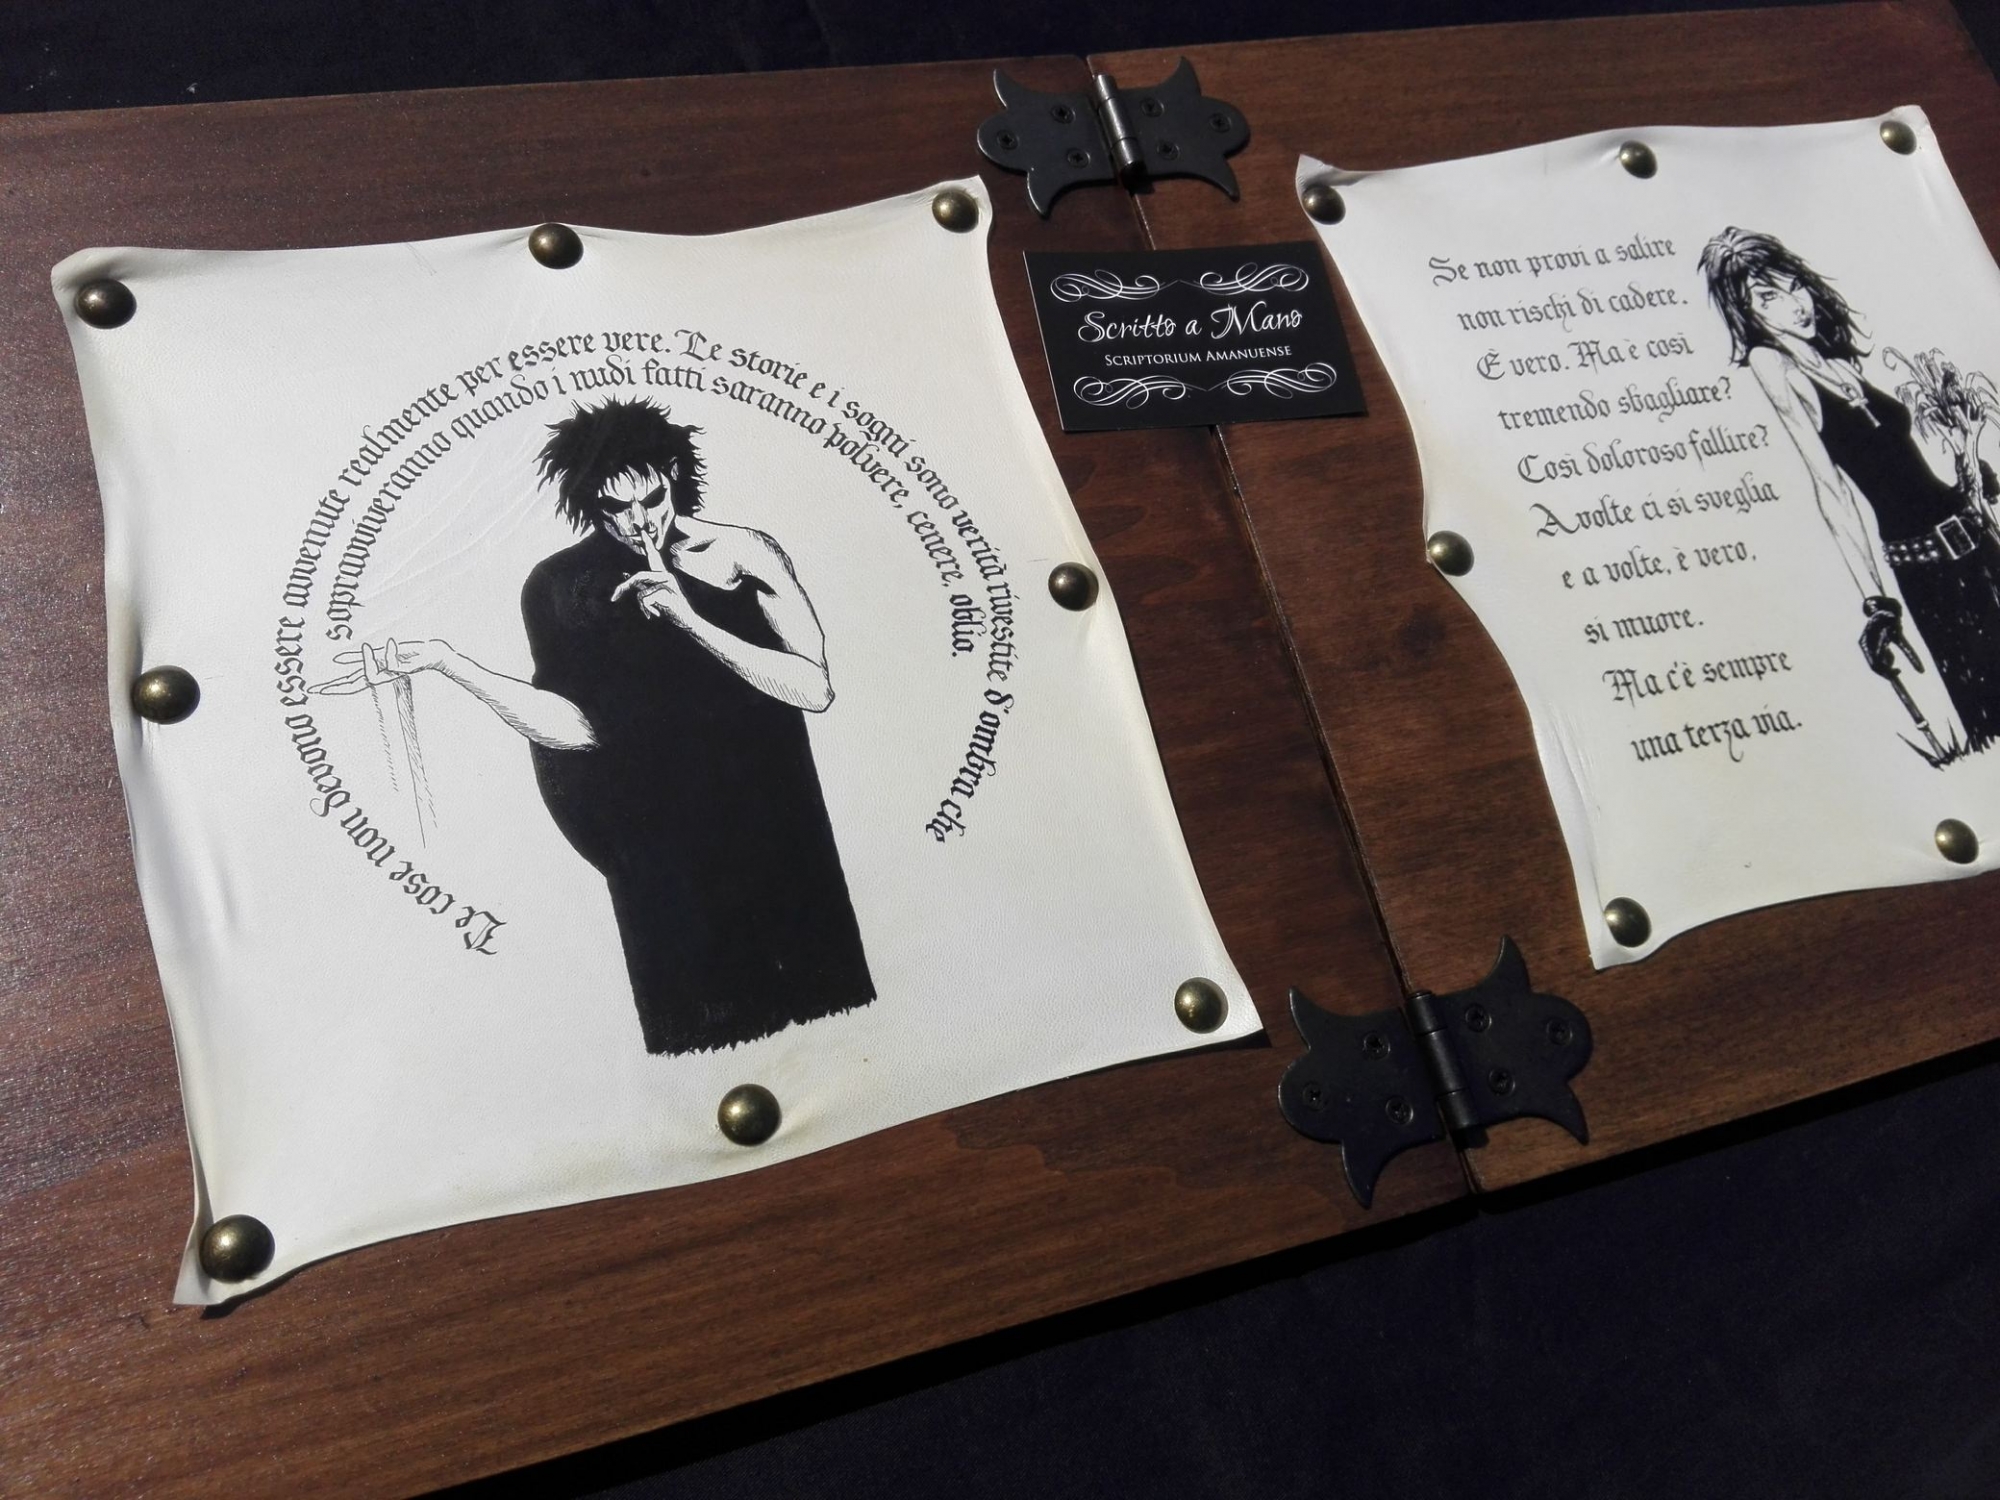 Le cose non devono essere avvenute realmente per essere vere. Le storie e i sogni sono verità rivestite d'ombra che
sopravviveranno quando i nudi fatti saranno polvere, cenere, oblio.
Scritto a Mano
Scriptorium Amanuense
Se non provi a salire
non rischi di cadere.
È vero. Ma è così
tremendo sbagliare?
Così doloroso fallire?
A volte ci si sveglia
e a volte, è vero,
si muore.
Ma c'è sempre
una terza via.